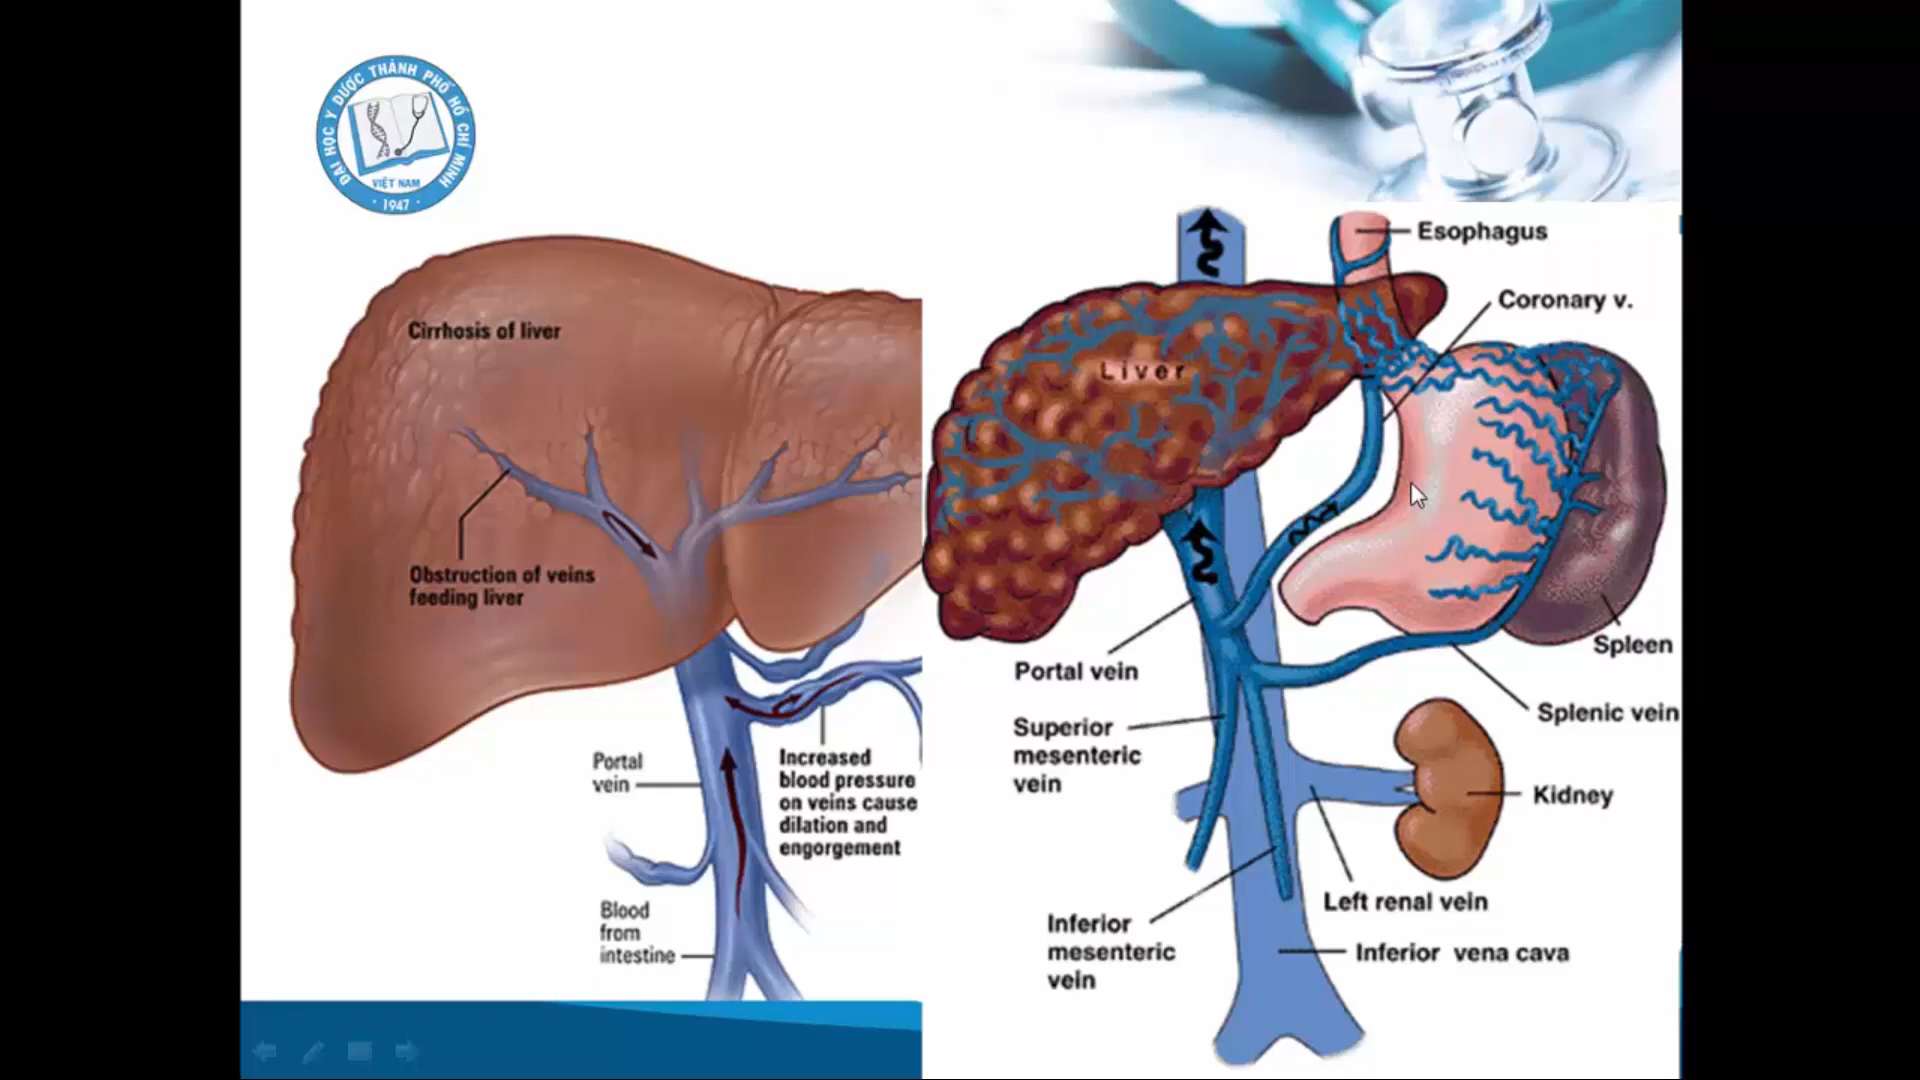 ĐẠI HỌC Y DƯỢC THÀNH PHỐ HỒ CHÍ MINH
VIỆT NAM
· 1947 ·
Cirrhosis of liver
Obstruction of veins
feeding liver
Portal
vein
Increased
blood pressure
on veins cause
dilation and
engorgement
Blood
from
intestine
Esophagus
Coronary v.
Liver
Portal vein
Spleen
Superior
mesenteric
vein
Splenic vein
Kidney
Left renal vein
Inferior
mesenteric
vein
Inferior vena cava